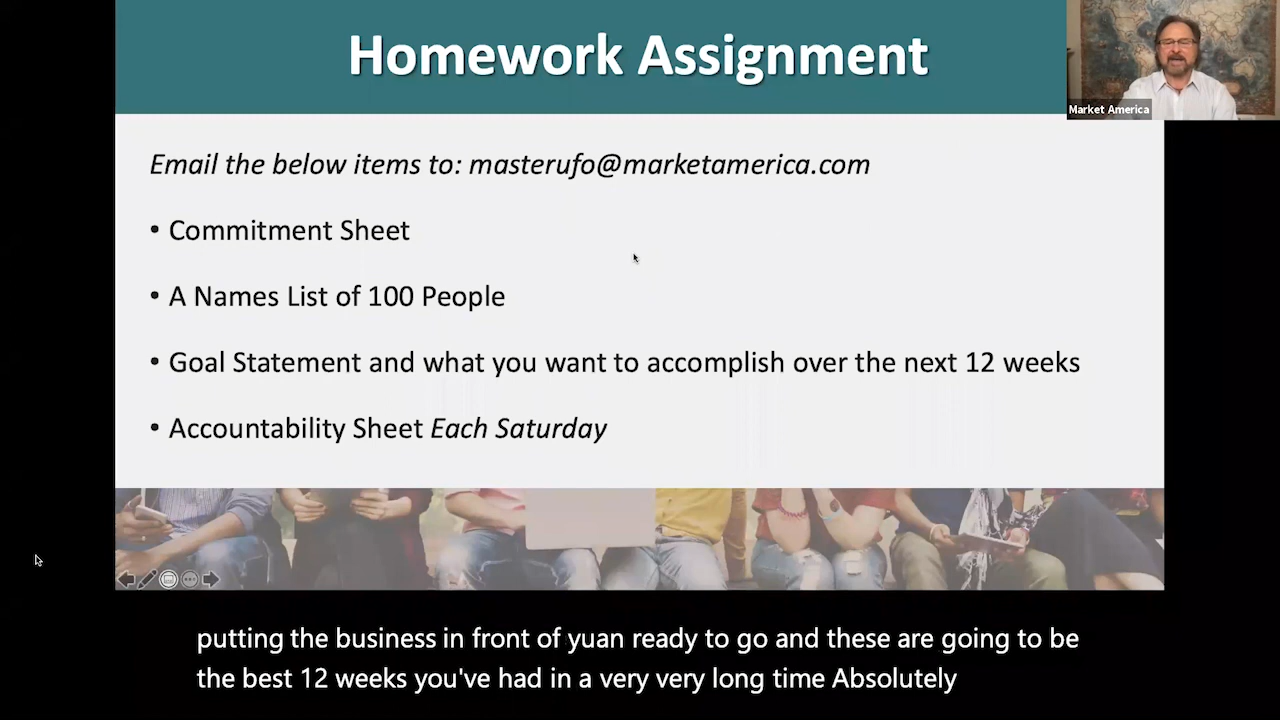 Homework Assignment
Market America
Email the below items to: masterufo@marketamerica.com
• Commitment Sheet
• A Names List of 100 People
• Goal Statement and what you want to accomplish over the next 12 weeks
• Accountability Sheet Each Saturday
putting the business in front of yuan ready to go and these are going to be
the best 12 weeks you've had in a very very long time Absolutely